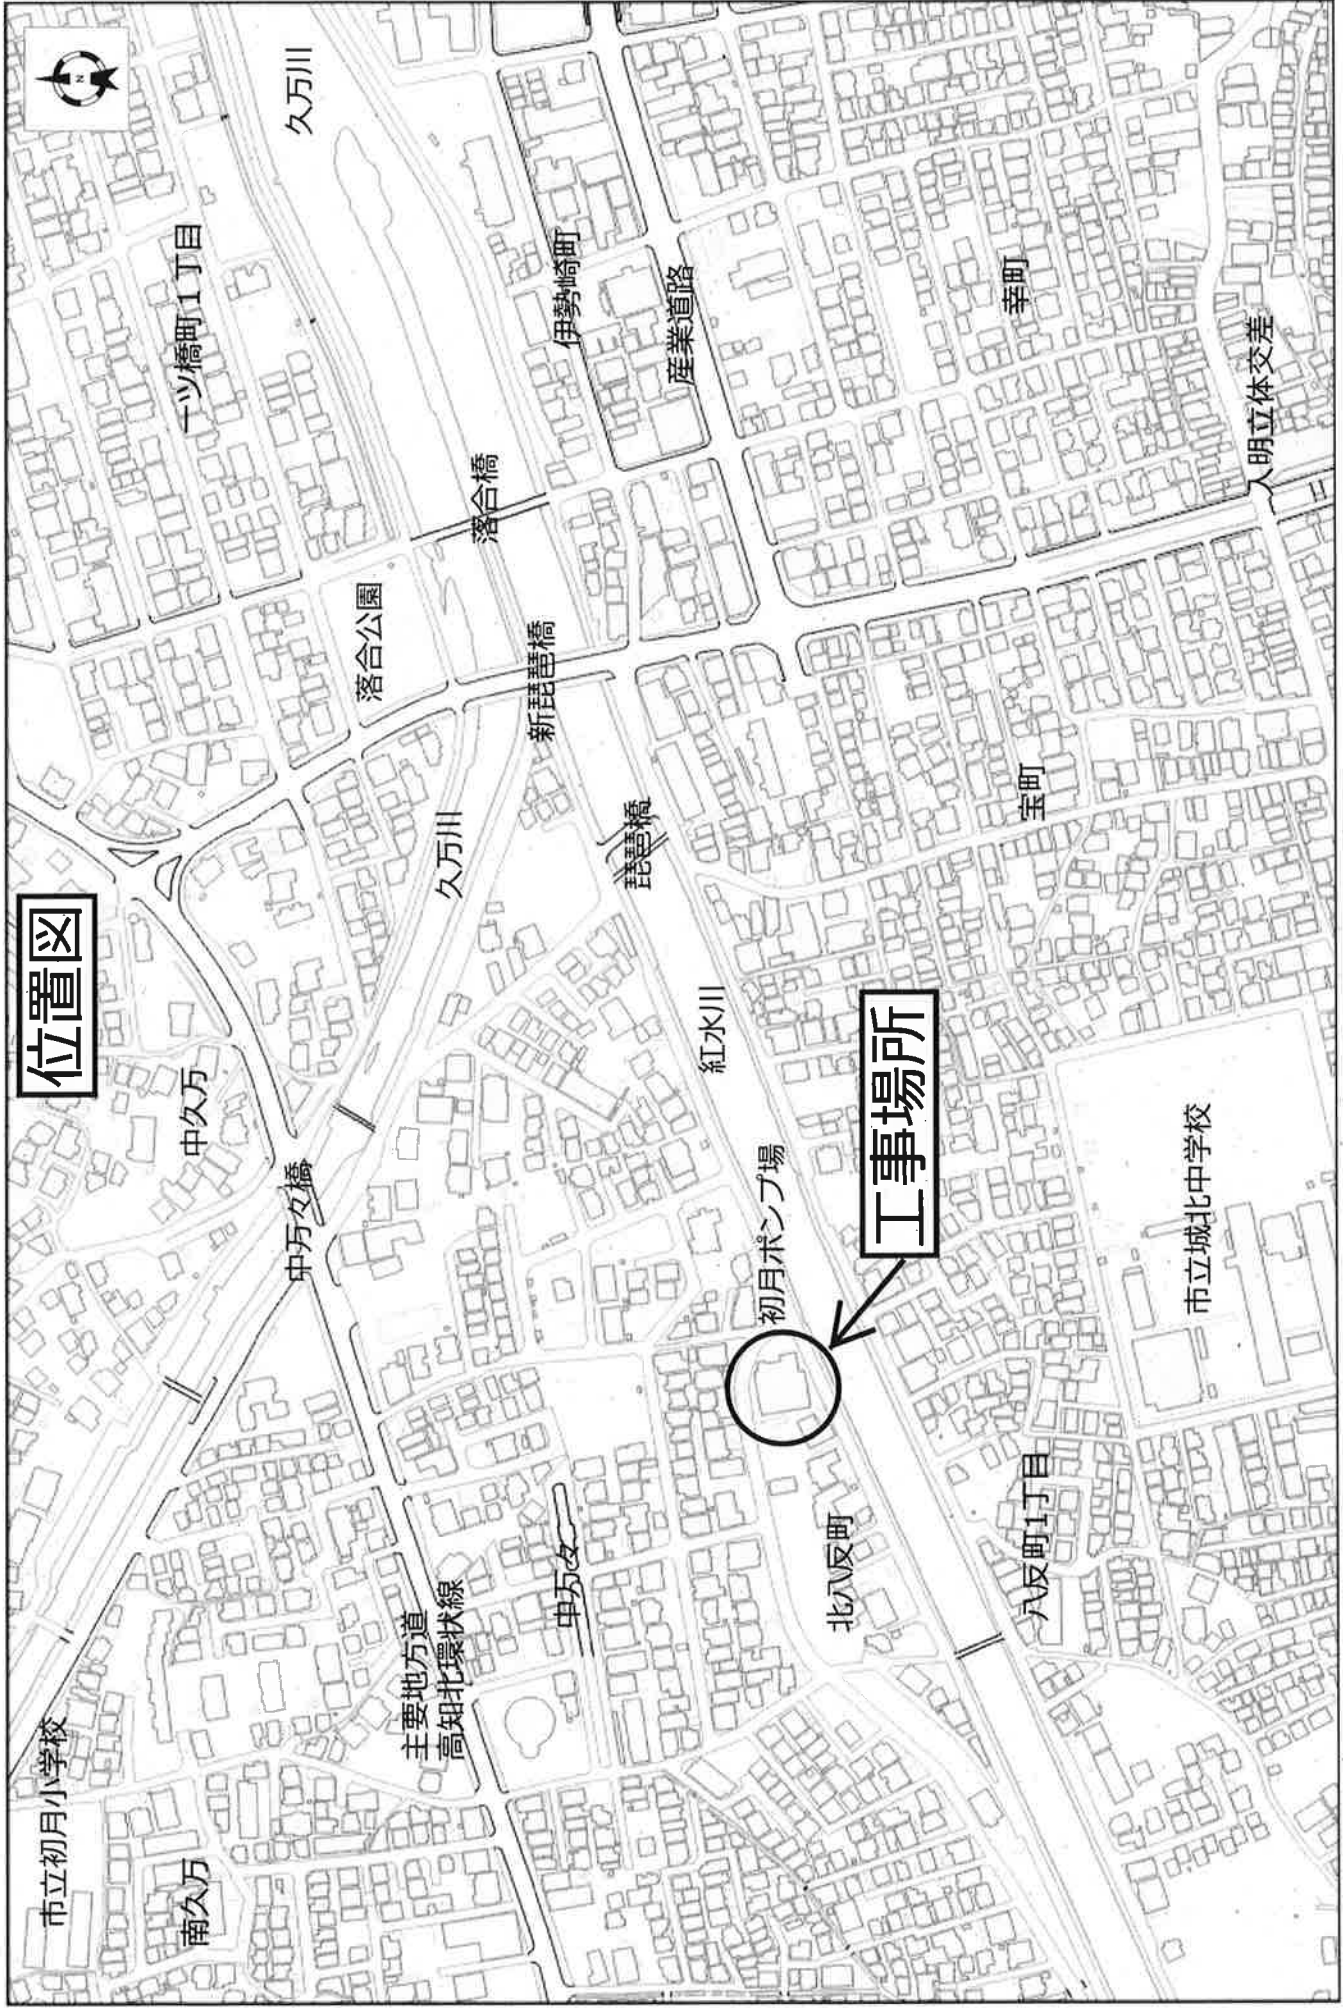 位置図
N
市立初月小学校
南久万
中久万
一ツ橋町1丁目
久万川
中万々橋
落合公園
主要地方道
高知北環状線
久万川
落合橋
新琵琶橋
中万々
伊勢崎町
琵琶橋
産業道路
紅水川
初月ポンプ場
北八反町
工事場所
八反町1丁目
宝町
幸町
市立城北中学校
入明立体交差